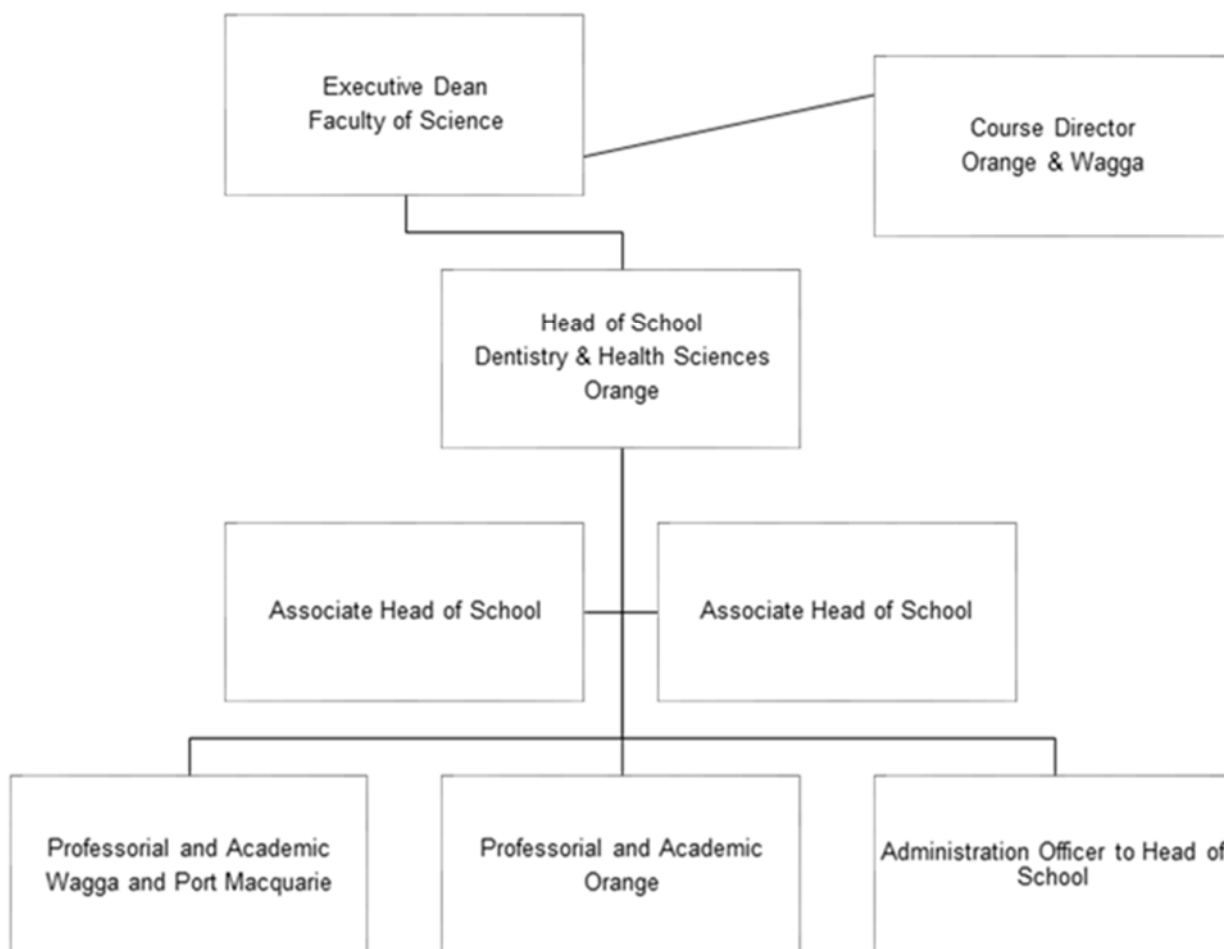 Executive Dean
Faculty of Science
Course Director
Orange & Wagga
Head of School
Dentistry & Health Sciences
Orange
Associate Head of School
Associate Head of School
Professorial and Academic
Wagga and Port Macquarie
Professorial and Academic
Orange
Administration Officer to Head of
School